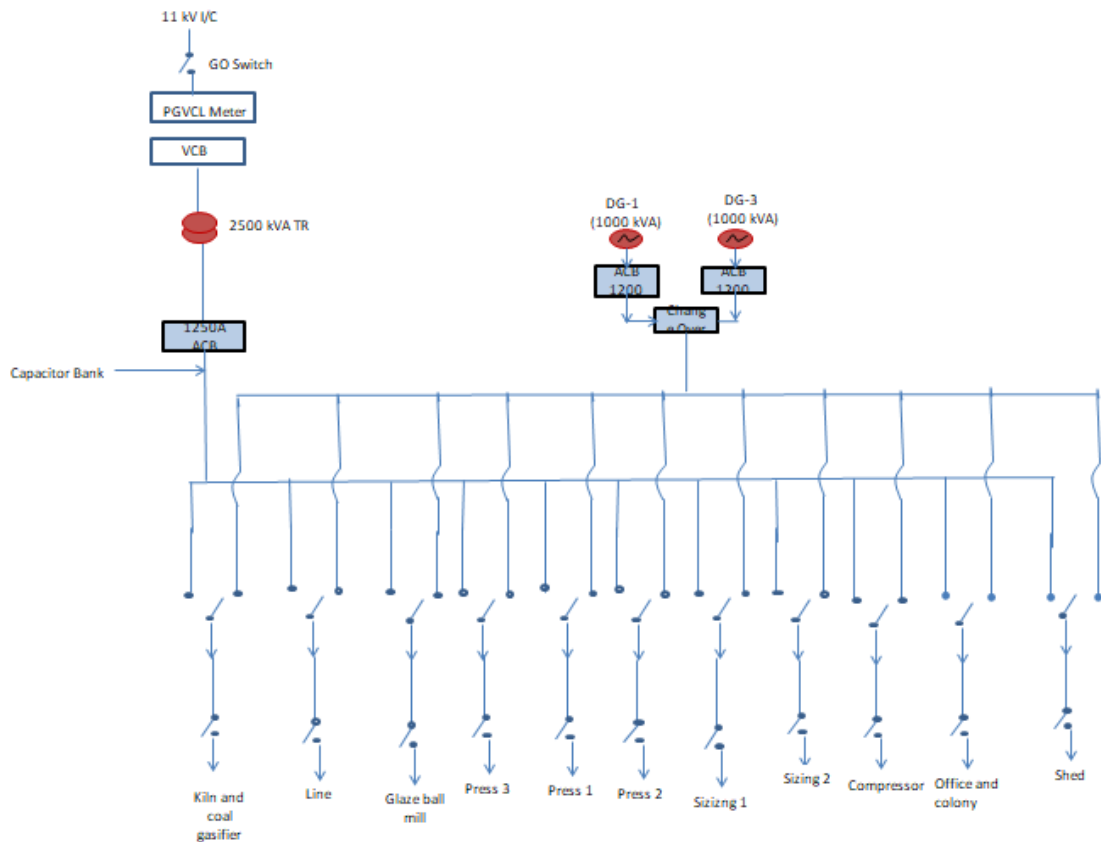 11 kV I/C
GO Switch
PGVCL Meter
VCB
2500 kVA TR
DG-1
(1000 kVA)
DG-3
(1000 kVA)
ACB
1200
ACB
1200
Chang
e Over
1250A
ACB
Capacitor Bank
Kiln and
coal
gasifier
Line
Glaze ball
mill
Press 3
Press 1
Press 2
Sizizng 1
Sizing 2
Compressor
Office and
colony
Shed